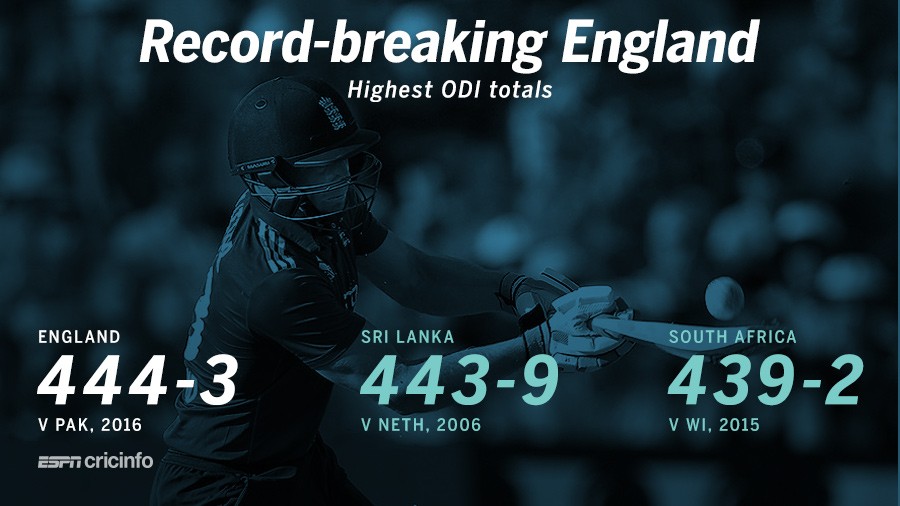 Record-breaking England
Highest ODI totals
ENGLAND
444-3
V PAK, 2016
SRI LANKA
443-9
V NETH, 2006
SOUTH AFRICA
439-2
V WI, 2015
ESPN cricinfo